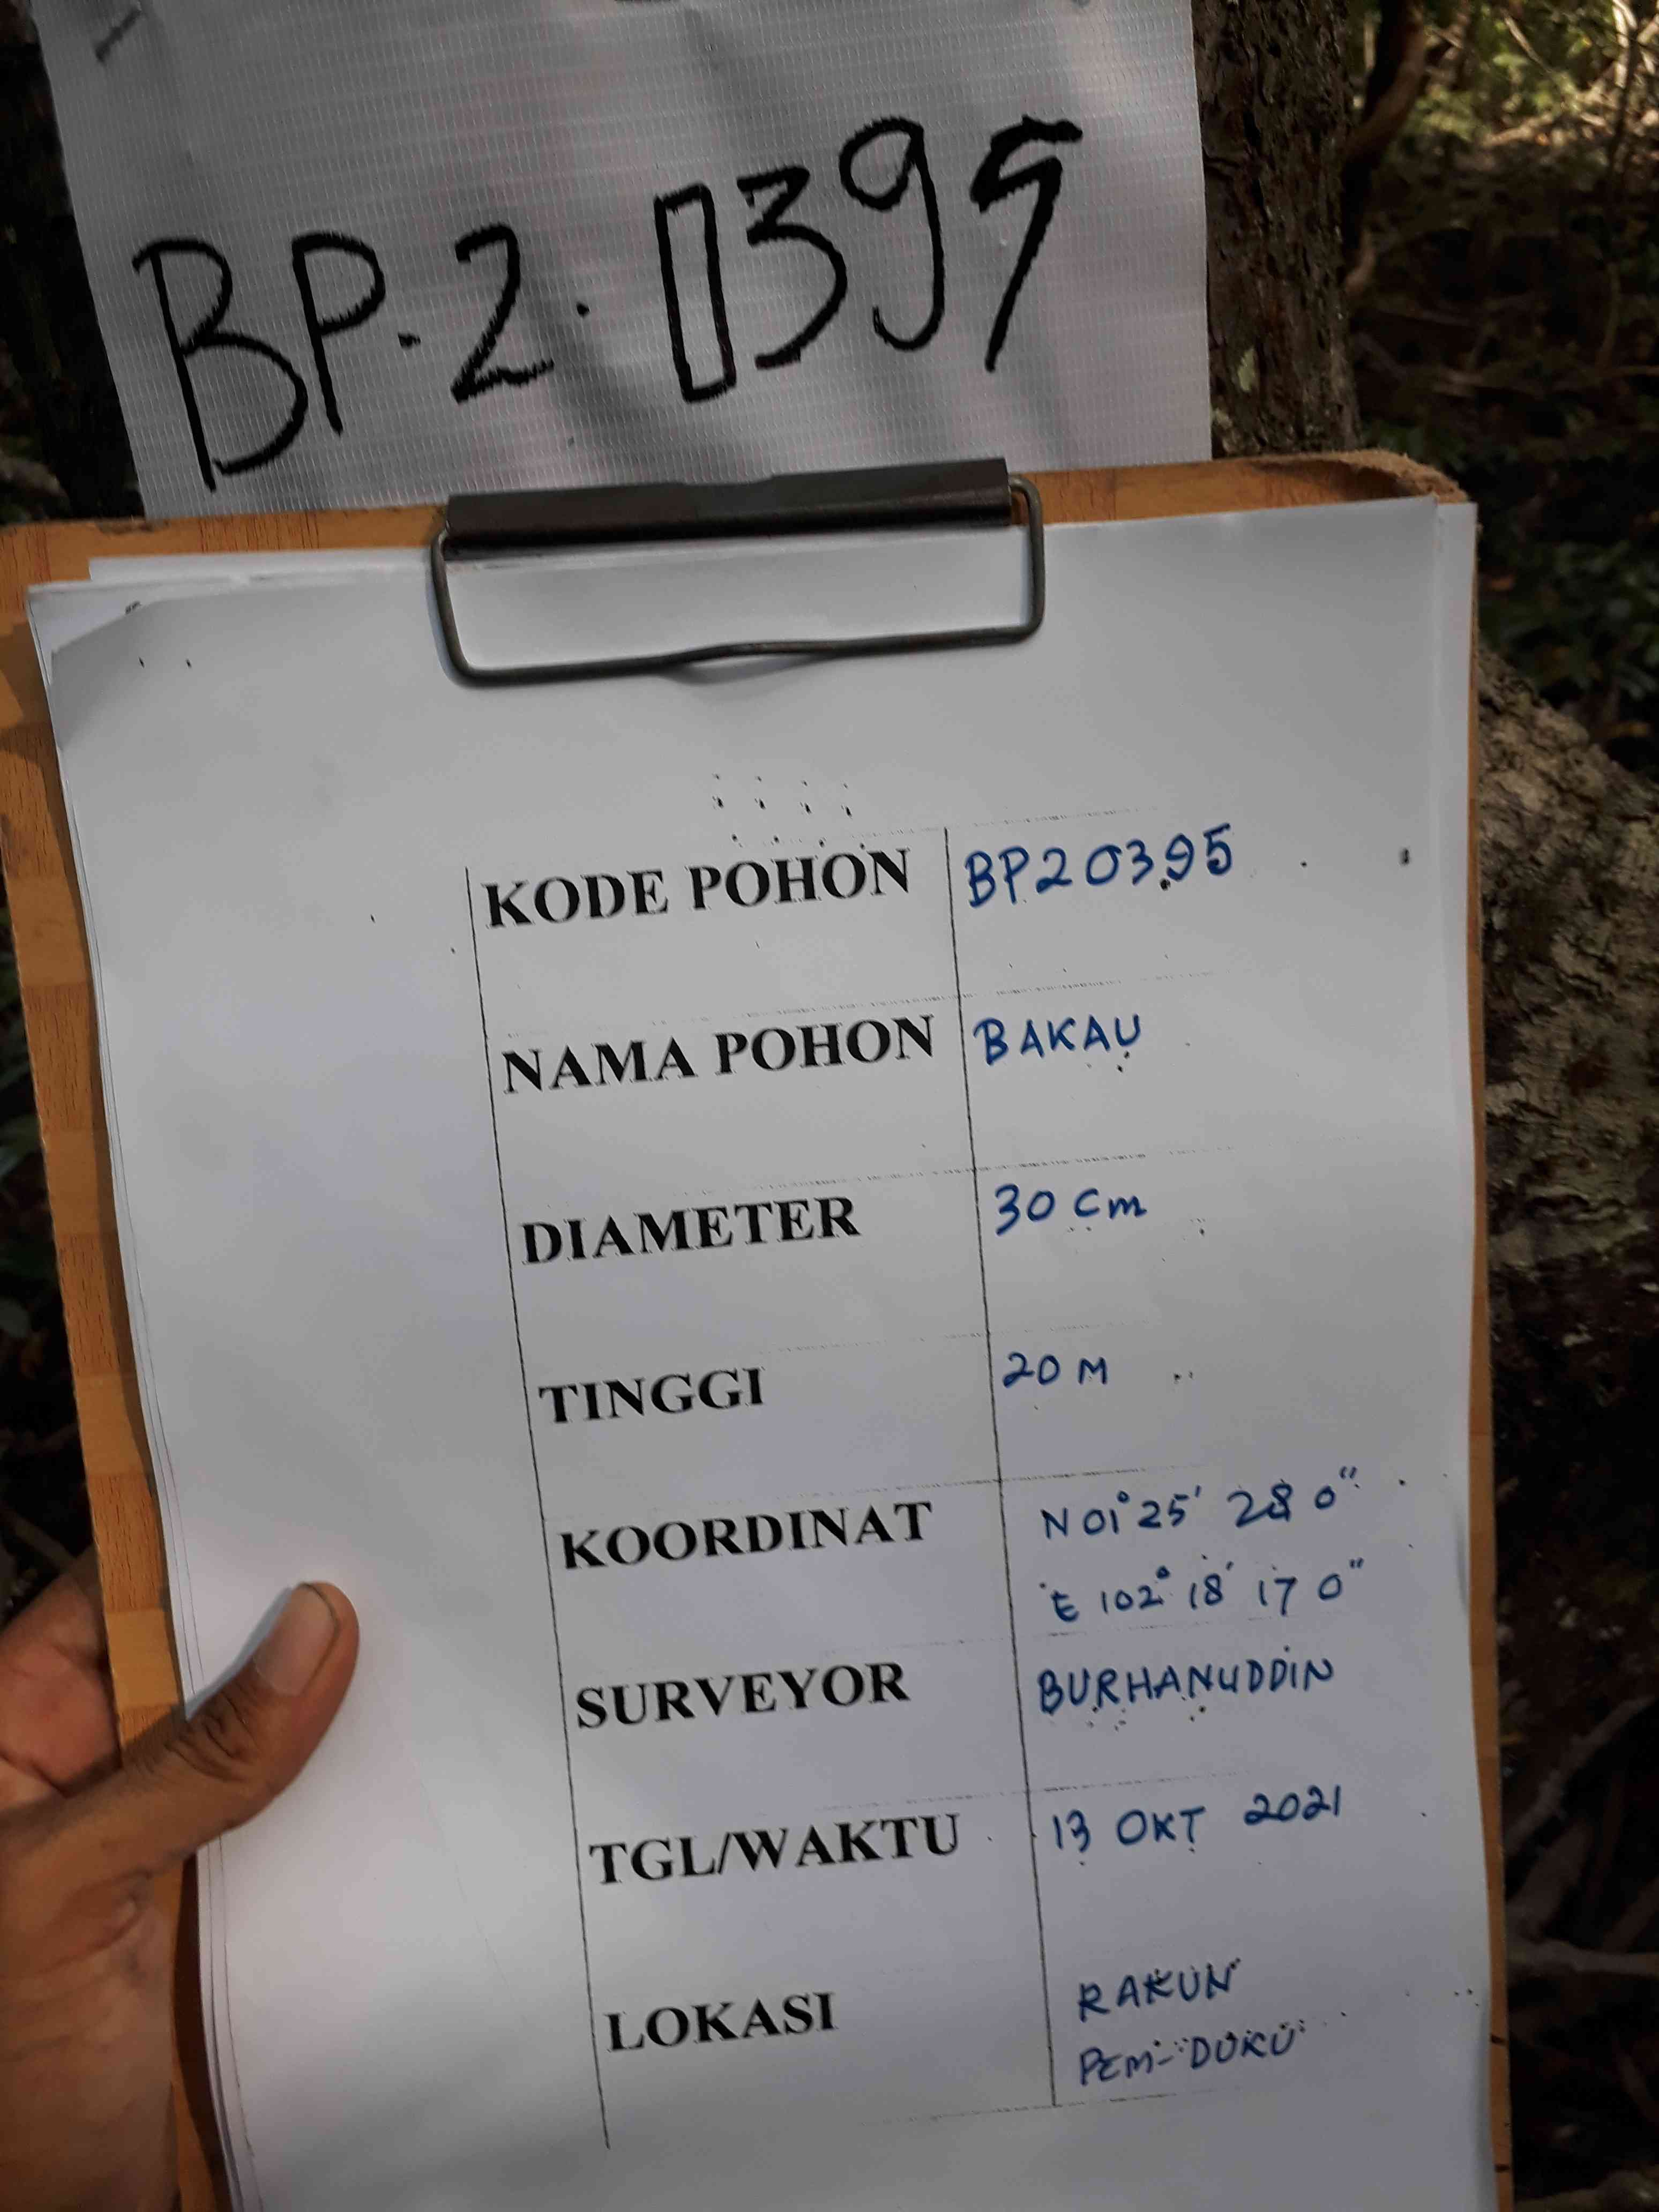 BP.2.0395
KODE POHON BP20395
NAMA POHON BAKAU
DIAMETER 30 cm
TINGGI 20 M
KOORDINAT N 01° 25' 28 0"
E 102° 18' 17 0"
SURVEYOR BURHANUDDIN
TGL/WAKTU 13 OKT 2021
LOKASI RAKUN
PEM-DUKU